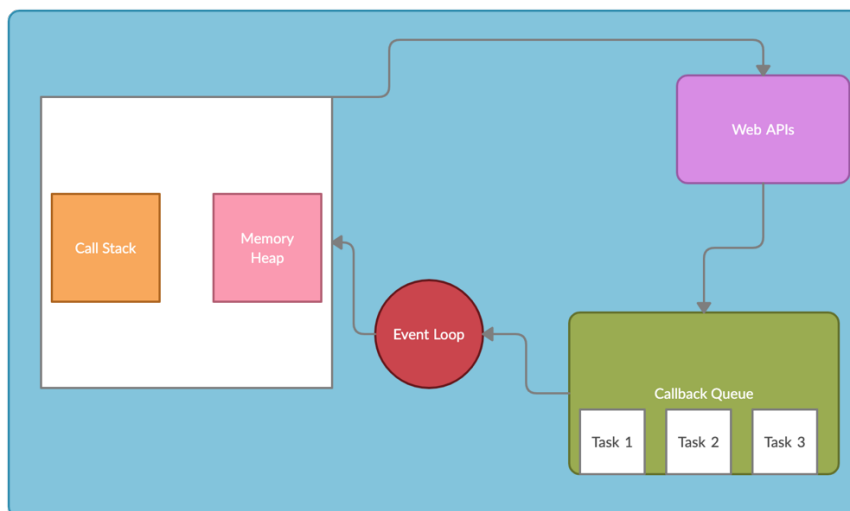 Web APIs
Call Stack
Memory
Heap
Event Loop
Callback Queue
Task 1
Task 2
Task 3